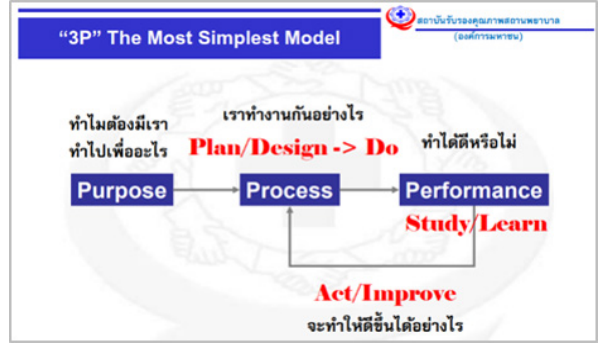 "3P" The Most Simplest Model
สถาบันรับรองคุณภาพสถานพยาบาล
(องค์การมหาชน)
ทำไมต้องมีเรา
ทำไปเพื่ออะไร
เราทำงานกันอย่างไร
Plan/Design -> Do
ทำได้ดีหรือไม่
Purpose
Process
Performance
Study/Learn
Act/Improve
จะทำให้ดีขึ้นได้อย่างไร